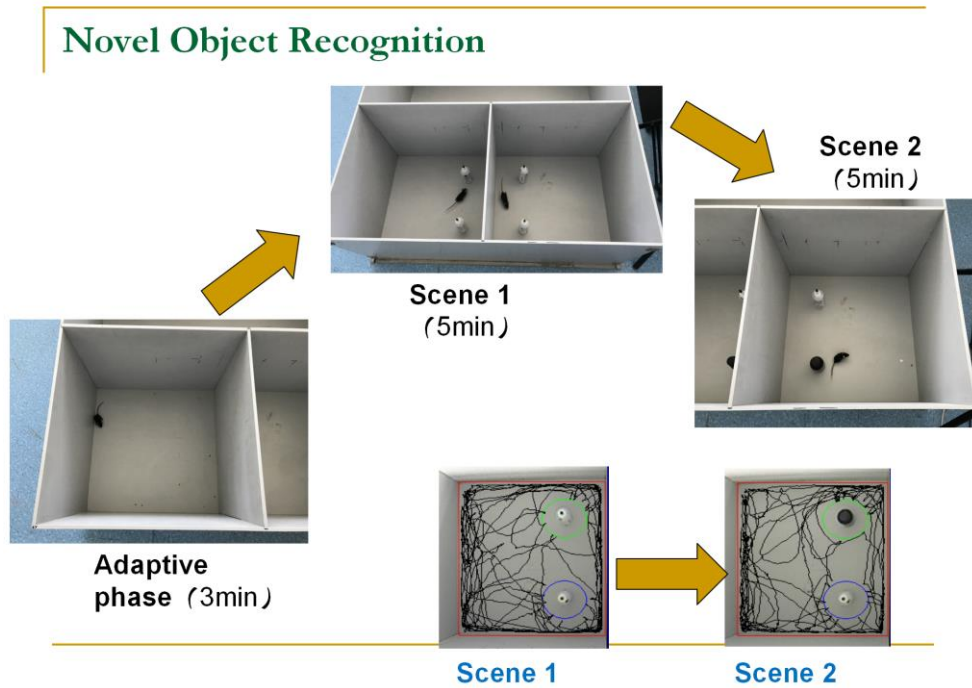 Novel Object Recognition
Scene 1
(5min)
Scene 2
(5min)
Adaptive
phase (3min)
Scene 1
Scene 2